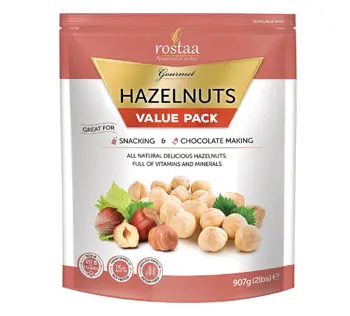 rostaa
Gourmet
HAZELNUTS
VALUE PACK
GREAT FOR
SNACKING & CHOCOLATE MAKING
ALL NATURAL DELICIOUS HAZELNUTS.
FULL OF VITAMINS AND MINERALS.
15%
907g (2lbs)